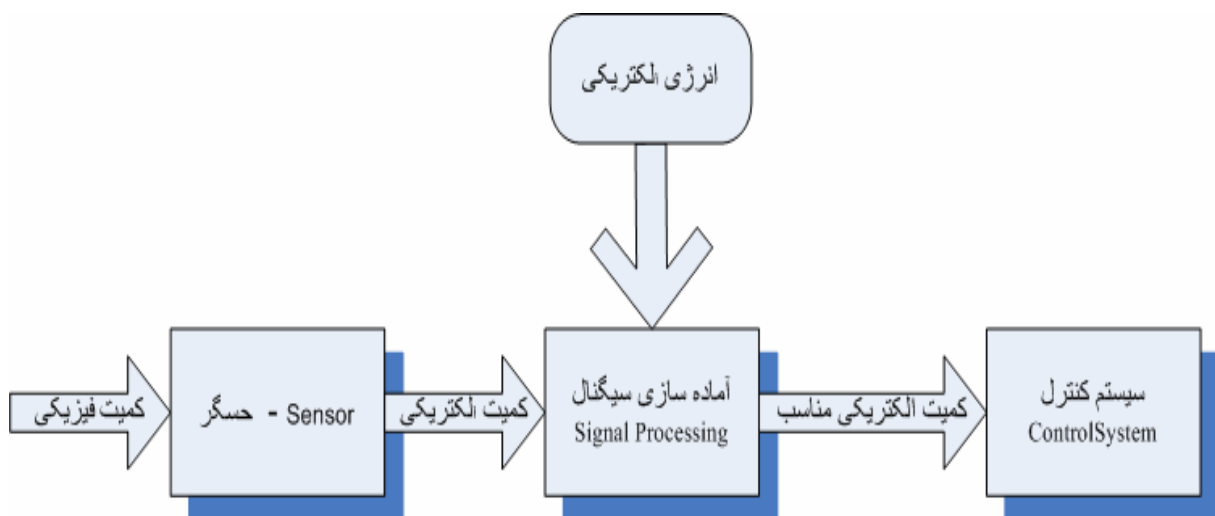 انرژی الکتریکی
کمیت فیزیکی
حسگر - Sensor
کمیت الکتریکی
آماده سازی سیگنال
Signal Processing
کمیت الکتریکی مناسب
سیستم کنترل
ControlSystem